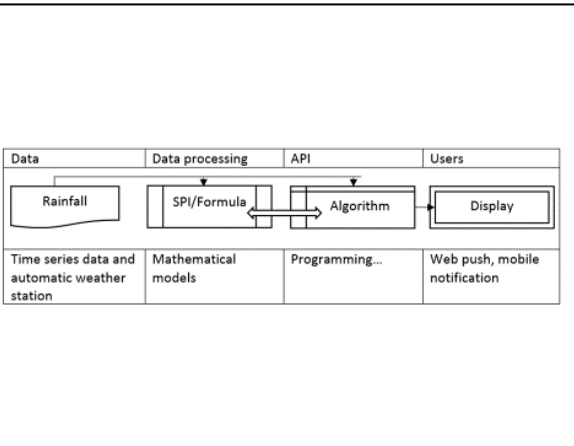 Data Data processing API Users
Rainfall SPI/Formula Algorithm Display
Time series data and
automatic weather
station
Mathematical
models
Programming...
Web push, mobile
notification